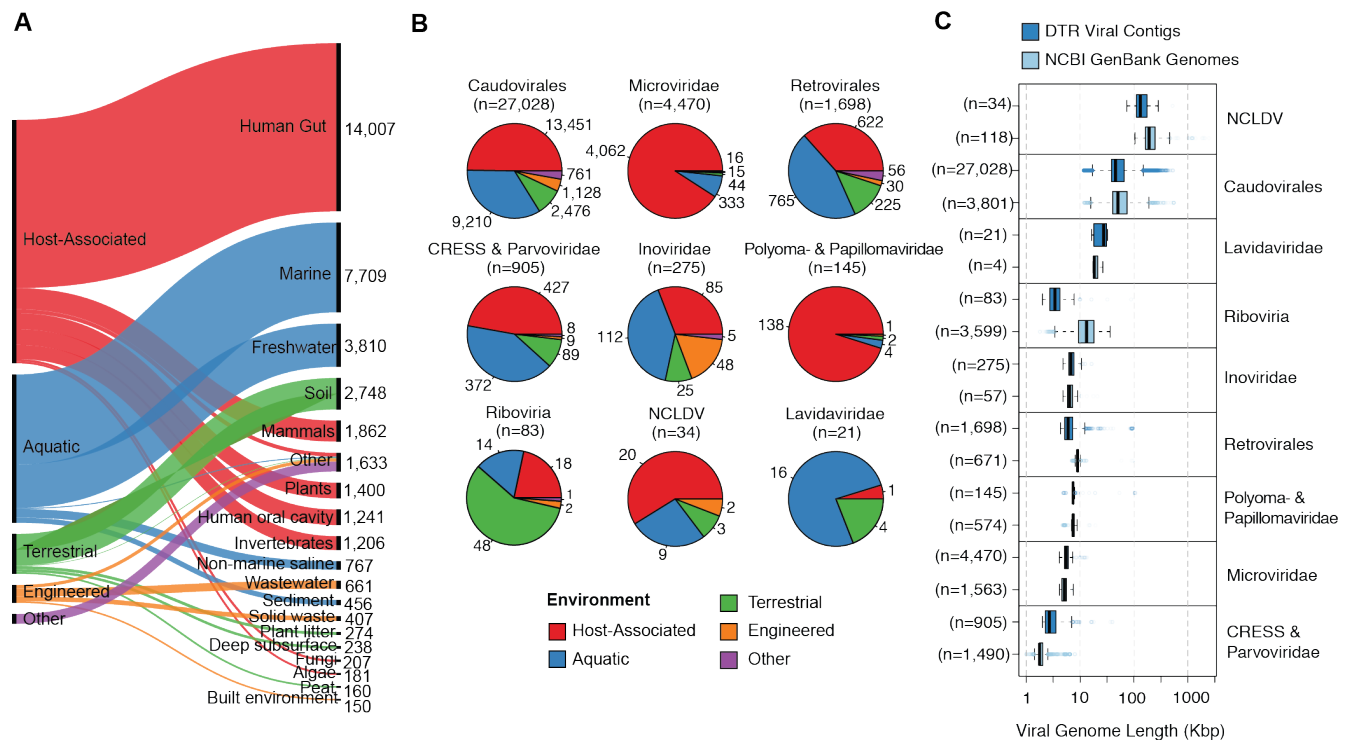 A
Host-Associated
Aquatic
Terrestrial
Engineered
Other
Human Gut 14,007
Marine 7,709
Freshwater 3,810
Soil 2,748
Mammals 1,862
Other 1,633
Plants 1,400
Human oral cavity 1,241
Invertebrates 1,206
Non-marine saline 767
Wastewater 661
Sediment 456
Solid waste 407
Plant litter 274
Deep subsurface 238
Fungi 207
Algae 181
Peat 160
Built environment 150
B
Caudovirales
(n=27,028)
13,451
761
1,128
2,476
9,210
Microviridae
(n=4,470)
4,062
16
15
44
333
Retrovirales
(n=1,698)
622
56
30
225
765
CRESS & Parvoviridae
(n=905)
427
8
9
89
372
Inoviridae
(n=275)
85
5
48
25
112
Polyoma- & Papillomaviridae
(n=145)
138
1
2
4
Riboviria
(n=83)
14
18
1
2
48
NCLDV
(n=34)
20
2
3
9
Lavidaviridae
(n=21)
16
1
4
Environment
Host-Associated
Aquatic
Terrestrial
Engineered
Other
C
DTR Viral Contigs
NCBI GenBank Genomes
(n=34)
(n=118)
NCLDV
(n=27,028)
(n=3,801)
Caudovirales
(n=21)
(n=4)
Lavidaviridae
(n=83)
(n=3,599)
Riboviria
(n=275)
(n=57)
Inoviridae
(n=1,698)
(n=671)
Retrovirales
(n=145)
(n=574)
Polyoma- &
Papillomaviridae
(n=4,470)
(n=1,563)
Microviridae
(n=905)
(n=1,490)
CRESS &
Parvoviridae
1 10 100 1000
Viral Genome Length (Kbp)